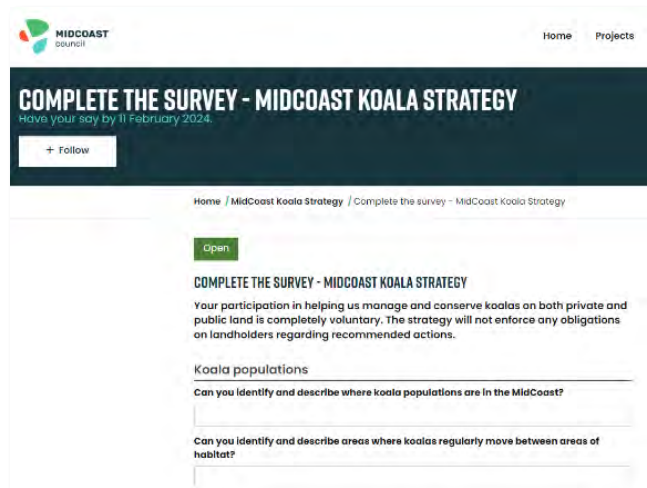 MIDCOAST
council
Home Projects
COMPLETE THE SURVEY - MIDCOAST KOALA STRATEGY
Have your say by 11 February 2024.
+ Follow
Home / MidCoast Koala Strategy / Complete the survey - MidCoast Koala Strategy
Open
COMPLETE THE SURVEY - MIDCOAST KOALA STRATEGY
Your participation in helping us manage and conserve koalas on both private and
public land is completely voluntary. The strategy will not enforce any obligations
on landholders regarding recommended actions.
Koala populations
Can you identify and describe where koala populations are in the MidCoast?
Can you identify and describe areas where koalas regularly move between areas of
habitat?